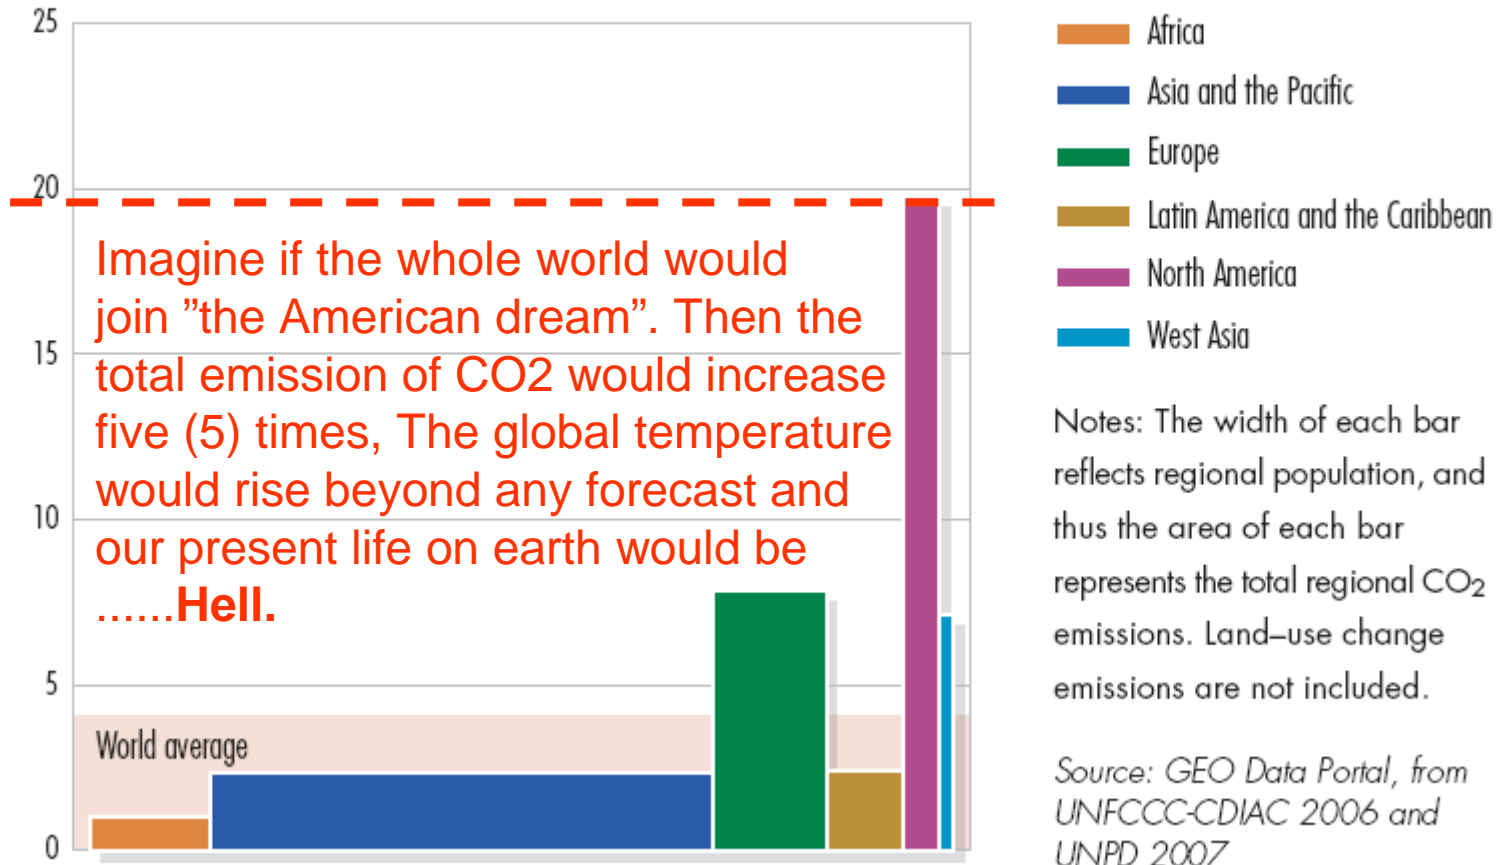 25
20
15
10
5
0
Imagine if the whole world would
join ”the American dream”. Then the
total emission of CO2 would increase
five (5) times, The global temperature
would rise beyond any forecast and
our present life on earth would be
......Hell.
World average
Africa
Asia and the Pacific
Europe
Latin America and the Caribbean
North America
West Asia
Notes: The width of each bar
reflects regional population, and
thus the area of each bar
represents the total regional CO₂
emissions. Land–use change
emissions are not included.
Source: GEO Data Portal, from
UNFCCC-CDIAC 2006 and
UNPD 2007